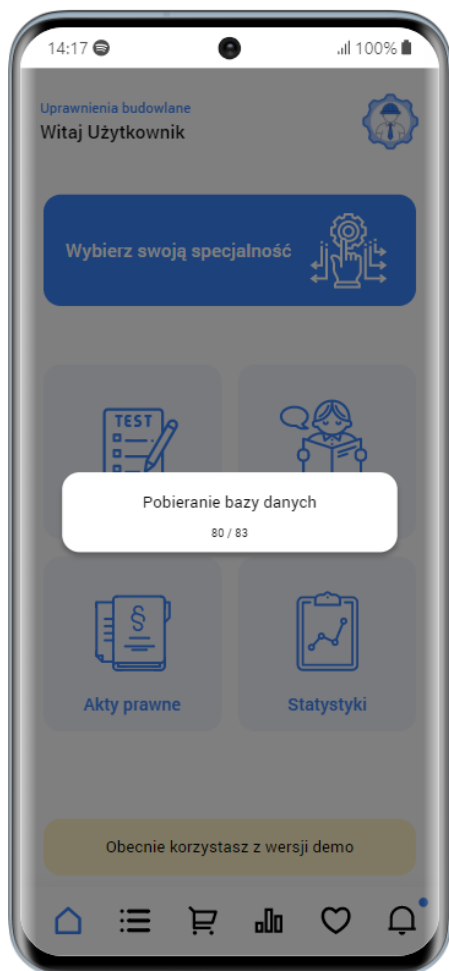 14:17
100%
Uprawnienia budowlane
Witaj Użytkownik
Wybierz swoją specjalność
TEST
Pobieranie bazy danych
80 / 83
§
Akty prawne
Statystyki
Obecnie korzystasz z wersji demo